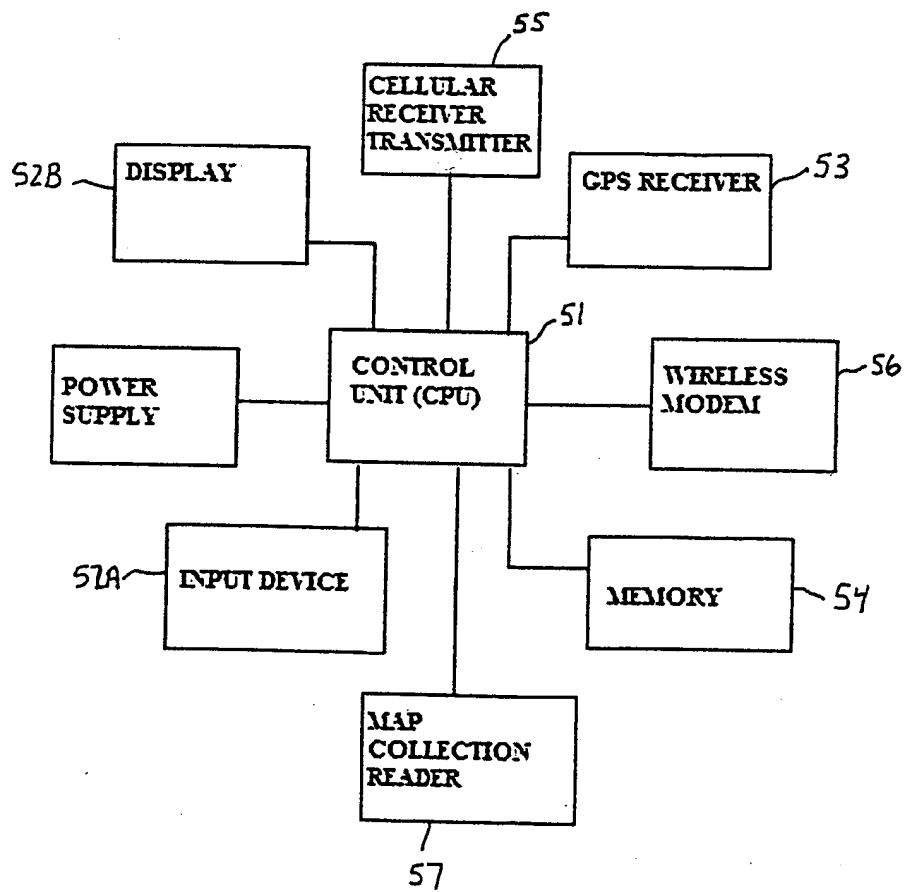 55
CELLULAR
RECEIVER
TRANSMITTER
52B
DISPLAY
GPS RECEIVER
53
51
CONTROL
UNIT (CPU)
POWER
SUPPLY
WIRELESS
MODEM
56
52A
INPUT DEVICE
MEMORY
54
MAP
COLLECTION
READER
57